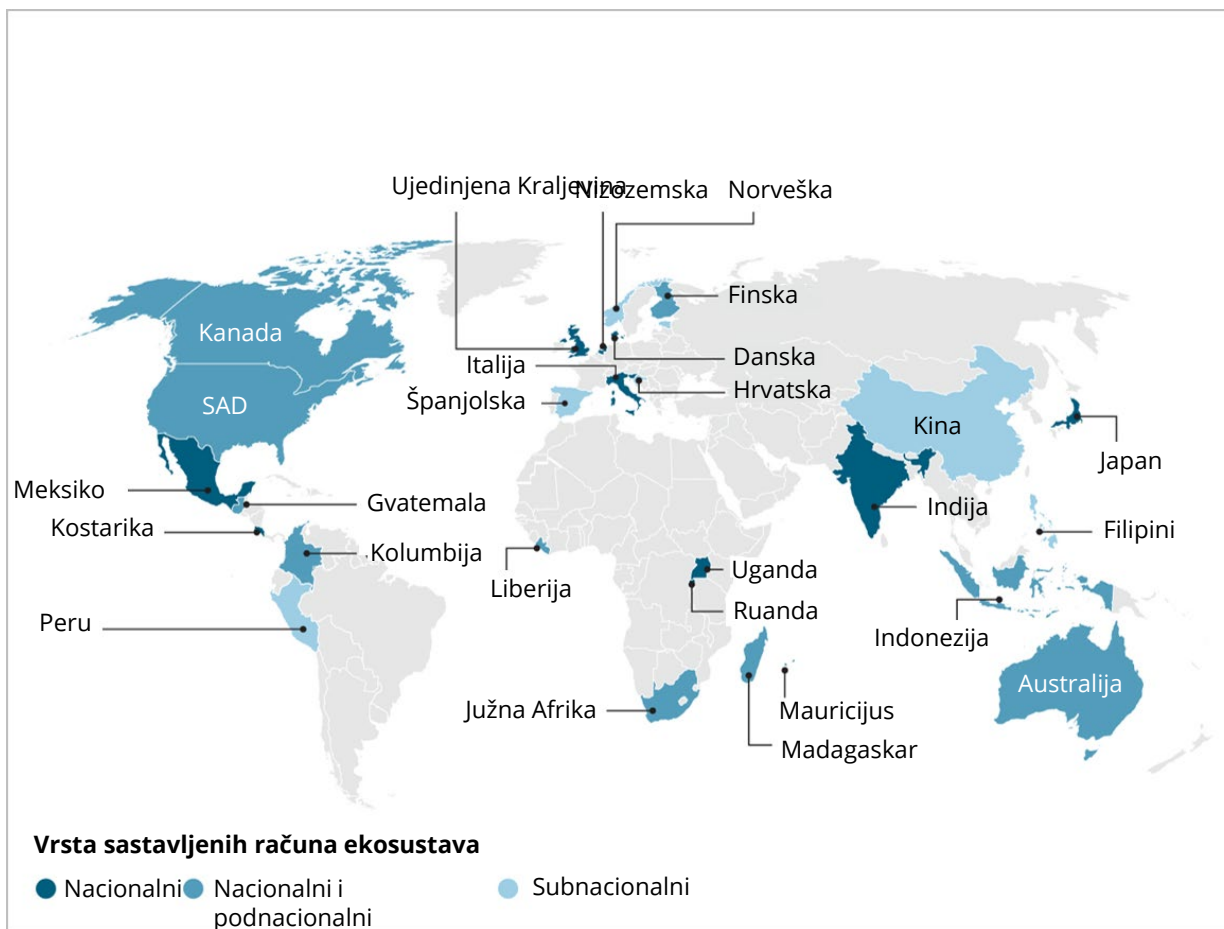 Ujedinjena Kraljevina
Nizozemska
Norveška
Finska
Kanada
Danska
Italija
Hrvatska
Španjolska
SAD
Kina
Japan
Meksiko
Gvatemala
Indija
Kostarika
Filipini
Kolumbija
Uganda
Liberija
Ruanda
Peru
Indonezija
Australija
Južna Afrika
Mauricijus
Madagaskar
Vrsta sastavljenih računa ekosustava
Nacionalni
Nacionalni i
podnacionalni
Subnacionalni